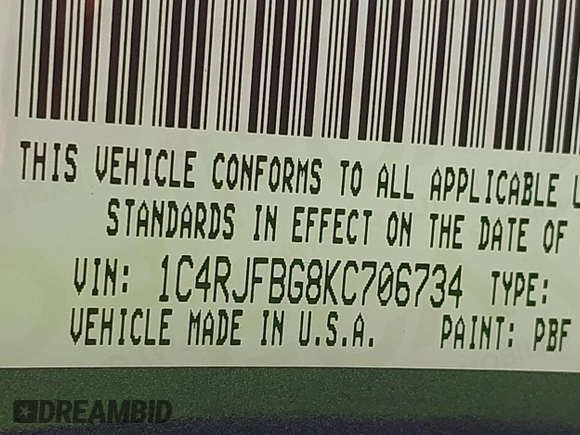 THIS VEHICLE CONFORMS TO ALL APPLICABLE
STANDARDS IN EFFECT ON THE DATE OF
VIN: 1C4RJFBG8KC706734 TYPE:
VEHICLE MADE IN U.S.A. PAINT: PBF
DREAMBID